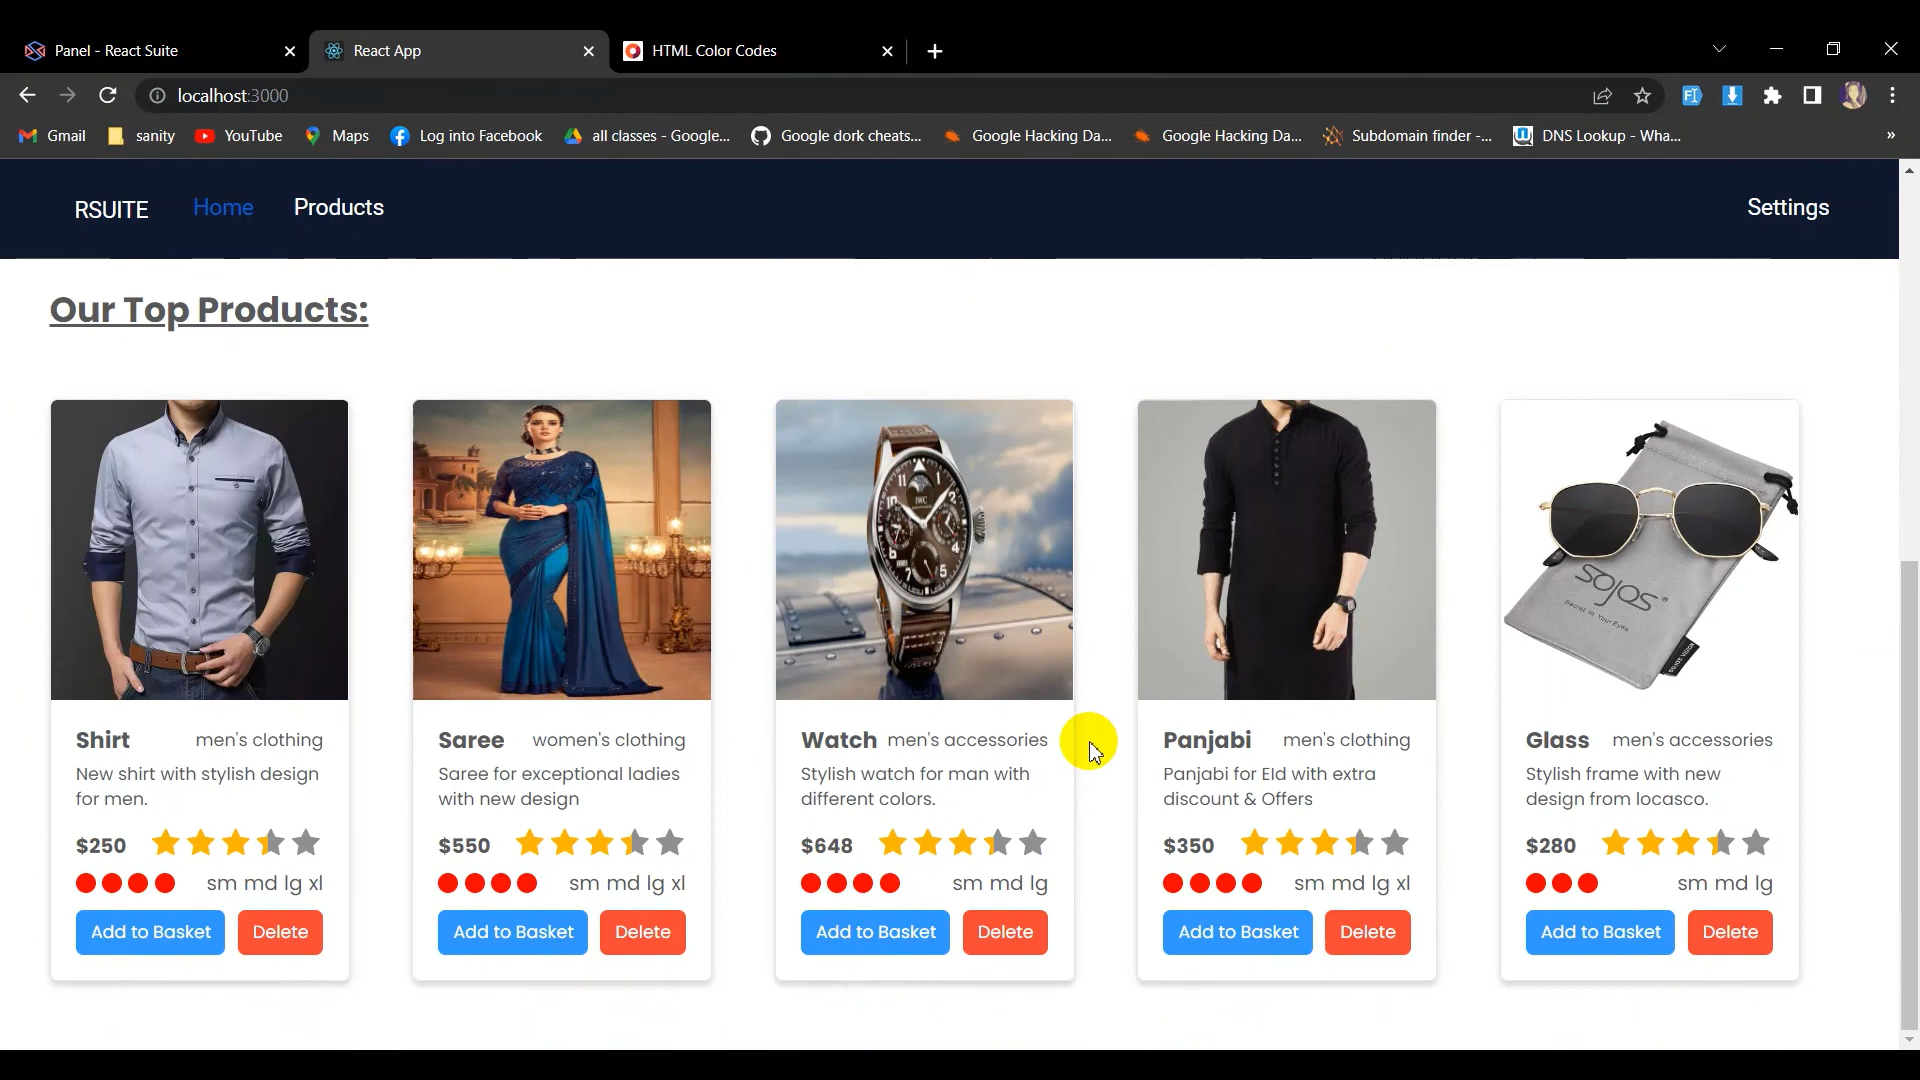 Panel - React Suite
React App
HTML Color Codes
localhost:3000
Gmail
sanity
YouTube
Maps
Log into Facebook
all classes - Google...
Google dork cheats...
Google Hacking Da...
Google Hacking Da...
Subdomain finder -...
DNS Lookup - Wha...
»
RSUITE
Home
Products
Settings
Our Top Products:
IWC
SOJOS
Secret In Your Eyes
Shirt men's clothing
New shirt with stylish design
for men.
$250
sm md lg xl
Add to Basket Delete
Saree women's clothing
Saree for exceptional ladies
with new design
$550
sm md lg xl
Add to Basket Delete
Watch men's accessories
Stylish watch for man with
different colors.
$648
sm md lg
Add to Basket Delete
Panjabi men's clothing
Panjabi for EId with extra
discount & Offers
$350
sm md lg xl
Add to Basket Delete
Glass men's accessories
Stylish frame with new
design from locasco.
$280
sm md lg
Add to Basket Delete